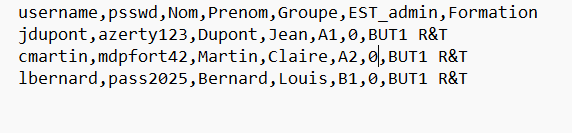 username,psswd,Nom,Prenom,Groupe,EST_admin,Formation
jdupont,azerty123,Dupont,Jean,A1,0,BUT1 R&T
cmartin,mdpfort42,Martin,Claire,A2,0,BUT1 R&T
lbernard,pass2025,Bernard,Louis,B1,0,BUT1 R&T